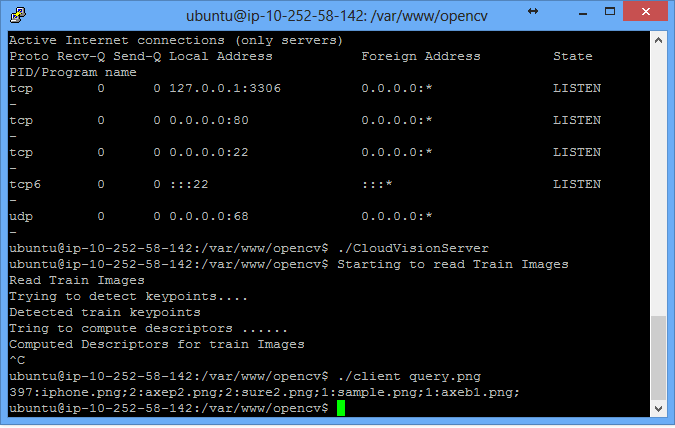 ubuntu@ip-10-252-58-142: /var/www/opencv
Active Internet connections (only servers)
Proto Recv-Q Send-Q Local Address Foreign Address State
PID/Program name
tcp 0 0 127.0.0.1:3306 0.0.0.0:* LISTEN
-
tcp 0 0 0.0.0.0:80 0.0.0.0:* LISTEN
-
tcp 0 0 0.0.0.0:22 0.0.0.0:* LISTEN
-
tcp6 0 0 :::22 :::* LISTEN
-
udp 0 0 0.0.0.0:68 0.0.0.0:*
-
ubuntu@ip-10-252-58-142:/var/www/opencv$ ./CloudVisionServer
ubuntu@ip-10-252-58-142:/var/www/opencv$ Starting to read Train Images
Read Train Images
Trying to detect keypoints....
Detected train keypoints
Tring to compute descriptors ......
Computed Descriptors for train Images
^C
ubuntu@ip-10-252-58-142:/var/www/opencv$ ./client query.png
397:iphone.png;2:axep2.png;2:sure2.png;1:sample.png;1:axeb1.png;
ubuntu@ip-10-252-58-142:/var/www/opencv$